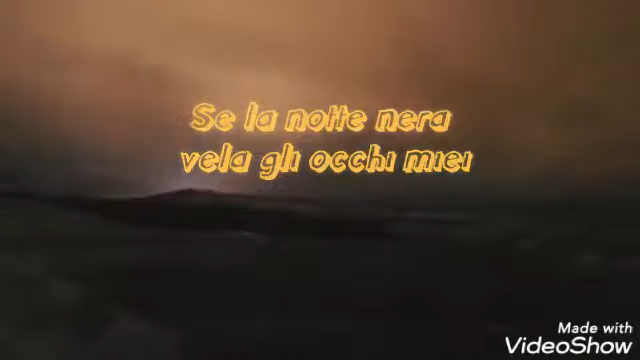 Se la notte nera
vela gli occhi miei
Made with
VideoShow